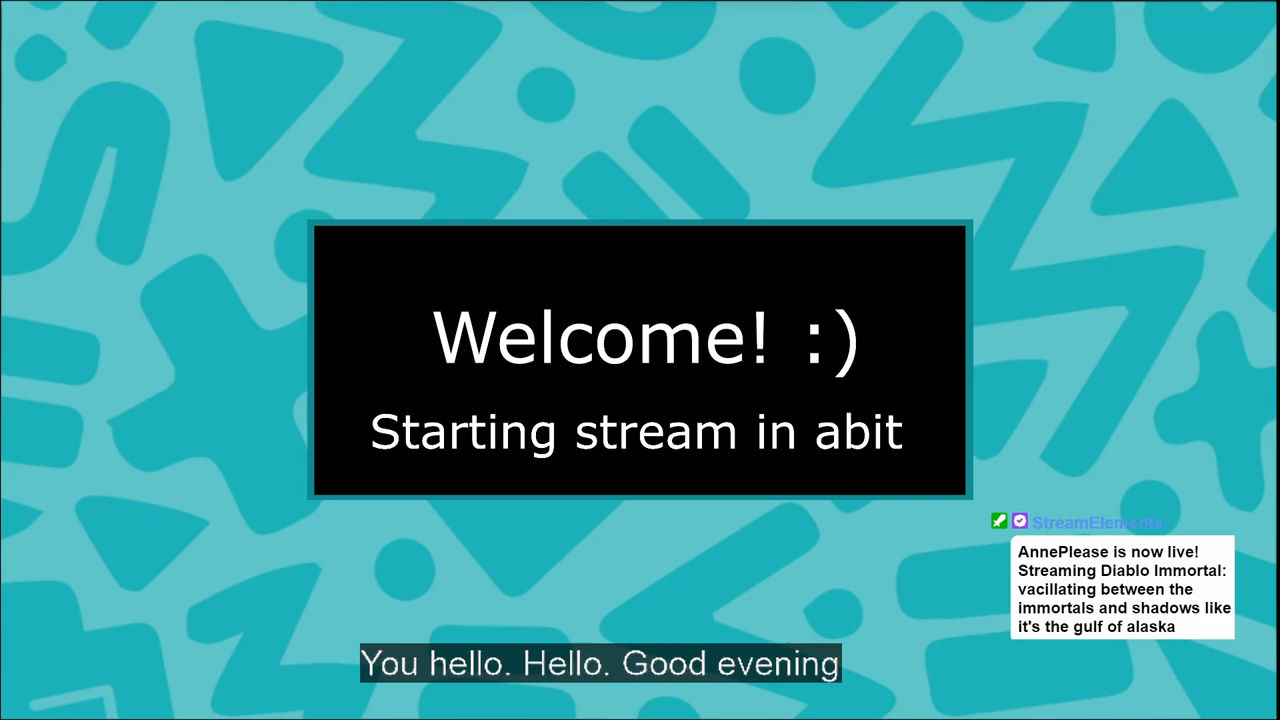 Welcome! :)
Starting stream in abit
StreamElements
AnnePlease is now live!
Streaming Diablo Immortal:
vacillating between the
immortals and shadows like
it's the gulf of alaska
You hello. Hello. Good evening